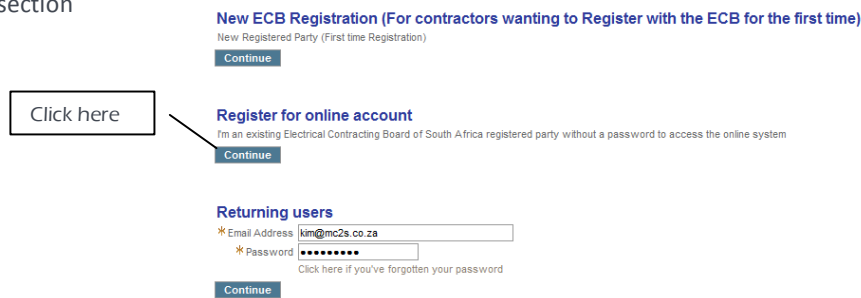 section
New ECB Registration (For contractors wanting to Register with the ECB for the first time)
New Registered Party (First time Registration)
Continue
Click here
Register for online account
I'm an existing Electrical Contracting Board of South Africa registered party without a password to access the online system
Continue
Returning users
* Email Address kim@mc2s.co.za
* Password •••••••••
Click here if you've forgotten your password
Continue